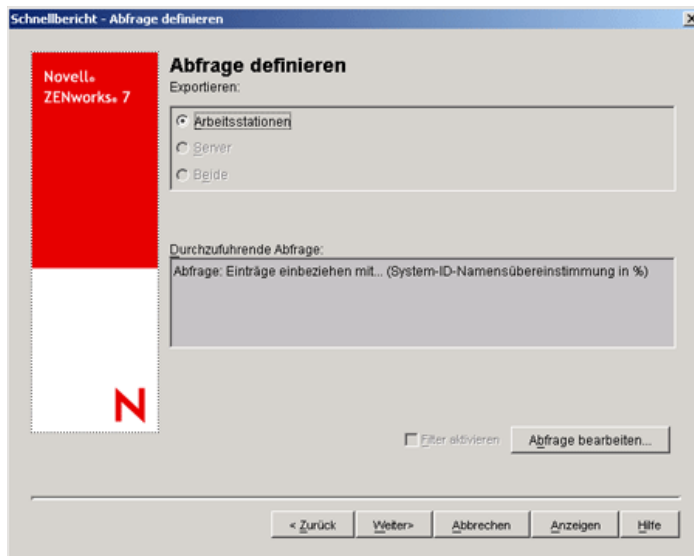 Schnellbericht - Abfrage definieren
Novell®
ZENworks® 7
Abfrage definieren
Exportieren:
Arbeitsstationen
Server
Beide
Durchzufuhrende Abfrage:
Abfrage: Einträge einbeziehen mit... (System-ID-Namensübereinstimmung in %)
N
Filter aktivieren
Abfrage bearbeiten...
< Zurück
Weiter>
Abbrechen
Anzeigen
Hilfe